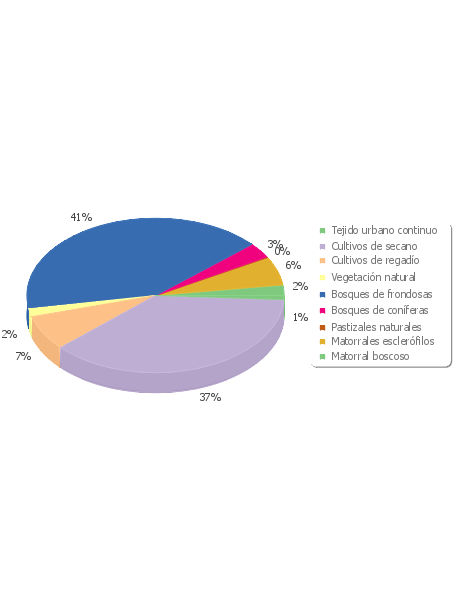 41%
3%
0%
6%
2%
1%
2%
7%
37%
Tejido urbano continuo
Cultivos de secano
Cultivos de regadío
Vegetación natural
Bosques de frondosas
Bosques de coníferas
Pastizales naturales
Matorrales esclerófilos
Matorral boscoso